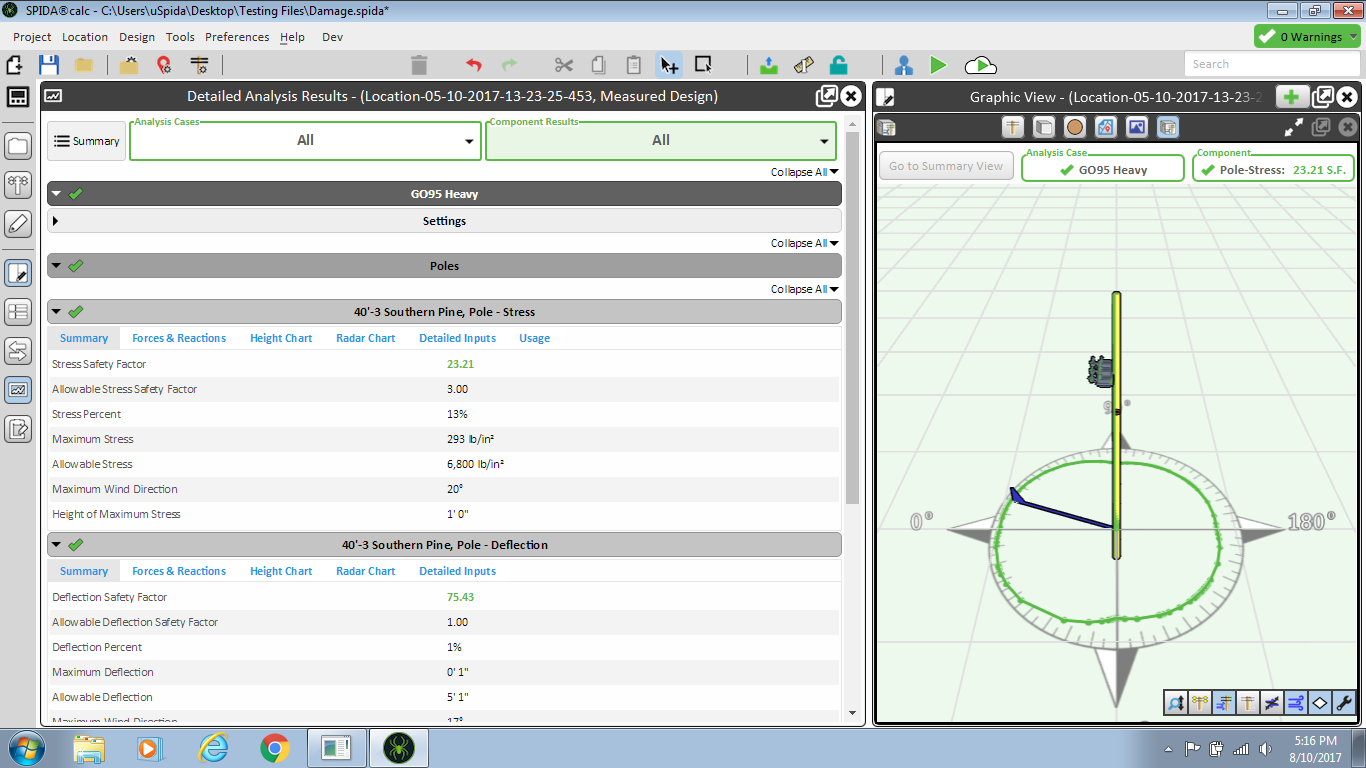 SPIDA®calc - C:\Users\uSpida\Desktop\Testing Files\Damage.spida*
Project Location Design Tools Preferences Help Dev
0 Warnings
Search
Detailed Analysis Results - (Location-05-10-2017-13-23-25-453, Measured Design)
Summary
Analysis Cases
All
Component Results
All
Collapse All
GO95 Heavy
Settings
Collapse All
Poles
Collapse All
40'-3 Southern Pine, Pole - Stress
Summary Forces & Reactions Height Chart Radar Chart Detailed Inputs Usage
Stress Safety Factor 23.21
Allowable Stress Safety Factor 3.00
Stress Percent 13%
Maximum Stress 293 lb/in²
Allowable Stress 6,800 lb/in²
Maximum Wind Direction 20°
Height of Maximum Stress 1' 0"
40'-3 Southern Pine, Pole - Deflection
Summary Forces & Reactions Height Chart Radar Chart Detailed Inputs
Deflection Safety Factor 75.43
Allowable Deflection Safety Factor 1.00
Deflection Percent 1%
Maximum Deflection 0' 1"
Allowable Deflection 5' 1"
Maximum Wind Direction 17°
Graphic View - (Location-05-10-2017-13-23-2
Go to Summary View
Analysis Case
GO95 Heavy
Component
Pole-Stress: 23.21 S.F.
0°
180°
5:16 PM
8/10/2017